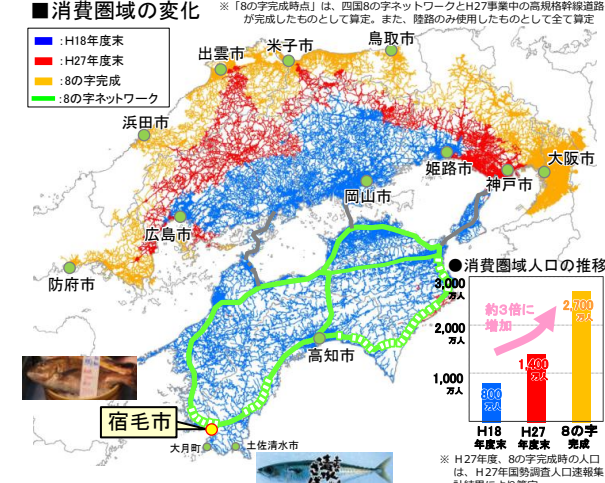 ■消費圏域の変化
※「8の字完成時点」は、四国8の字ネットワークとH27事業中の高規格幹線道路
が完成したものとして算定。また、陸路のみ使用したものとして全て算定
：H18年度末
：H27年度末
：8の字完成
：8の字ネットワーク
鳥取市
米子市
出雲市
浜田市
大阪市
姫路市
神戸市
岡山市
広島市
防府市
高知市
宿毛市
大月町
土佐清水市
●消費圏域人口の推移
3,000
万人
2,000
万人
1,000
万人
約3倍に
増加
2,700
万人
1,400
万人
800
万人
H18
年度末
H27
年度末
8の字
完成
※ H27年度、8の字完成時の人口
は、H27年国勢調査人口速報集